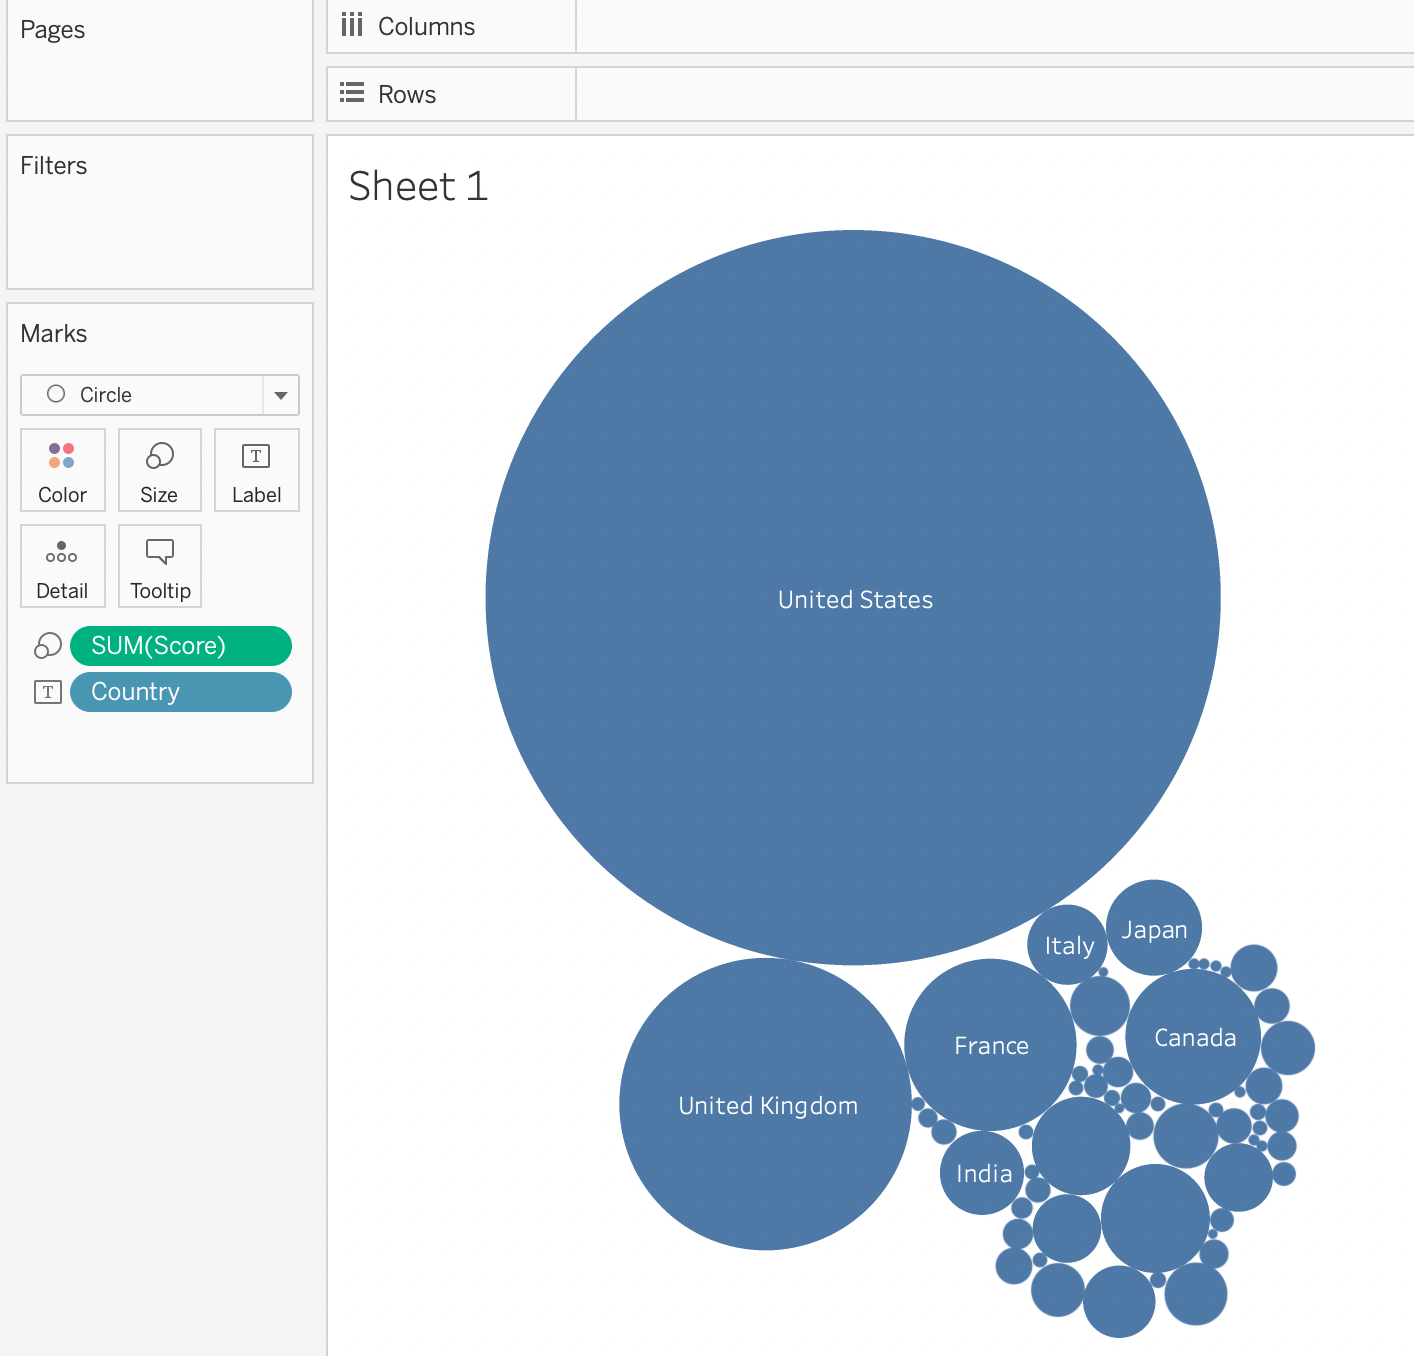 Pages
Columns
Rows
Filters
Sheet 1
Marks
Circle
Color
Size
T
Label
Detail
Tooltip
SUM(Score)
T
Country
United States
Italy
Japan
France
Canada
United Kingdom
India